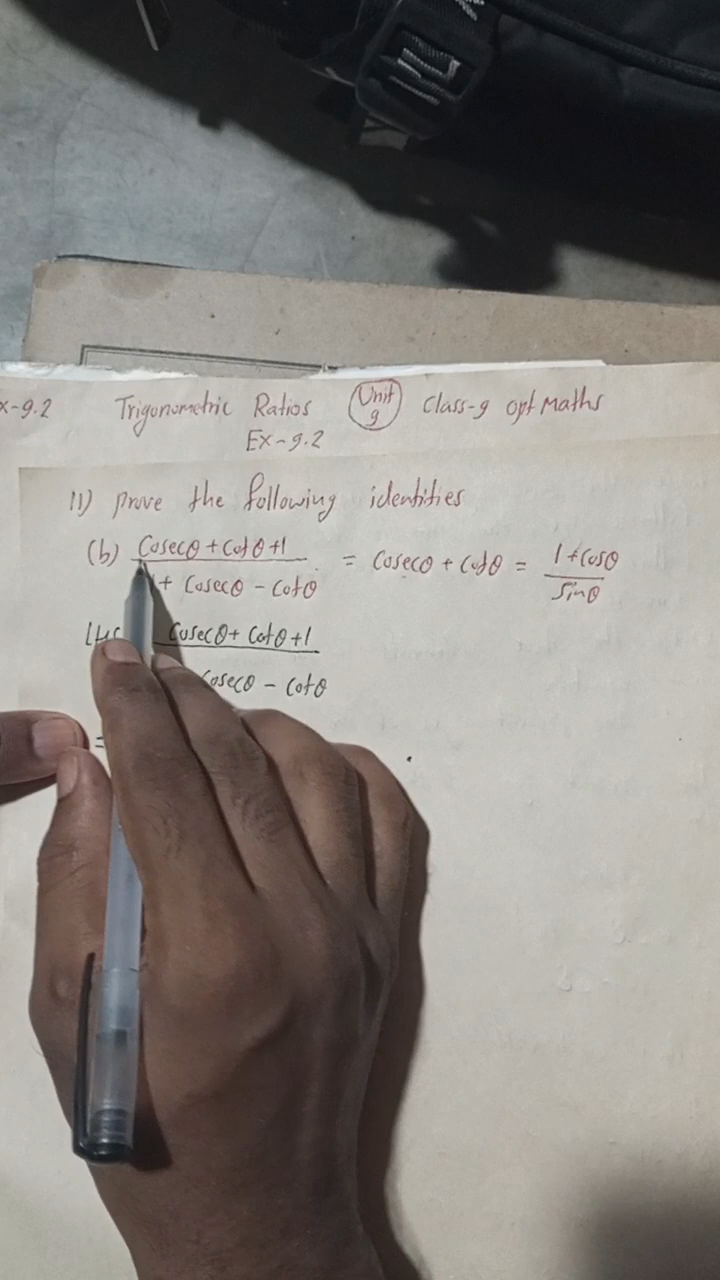 x-9.2 Trigonometric Ratios Unit 9 Class-9 opt Maths
Ex-9.2
11) prove the following identities
(b) Cosecθ + Cotθ +1 / 1+ Cosecθ - Cotθ = Cosecθ + Cotθ = 1+Cosθ / Sinθ
Cosecθ + Cotθ +1
Cosecθ - Cotθ
=